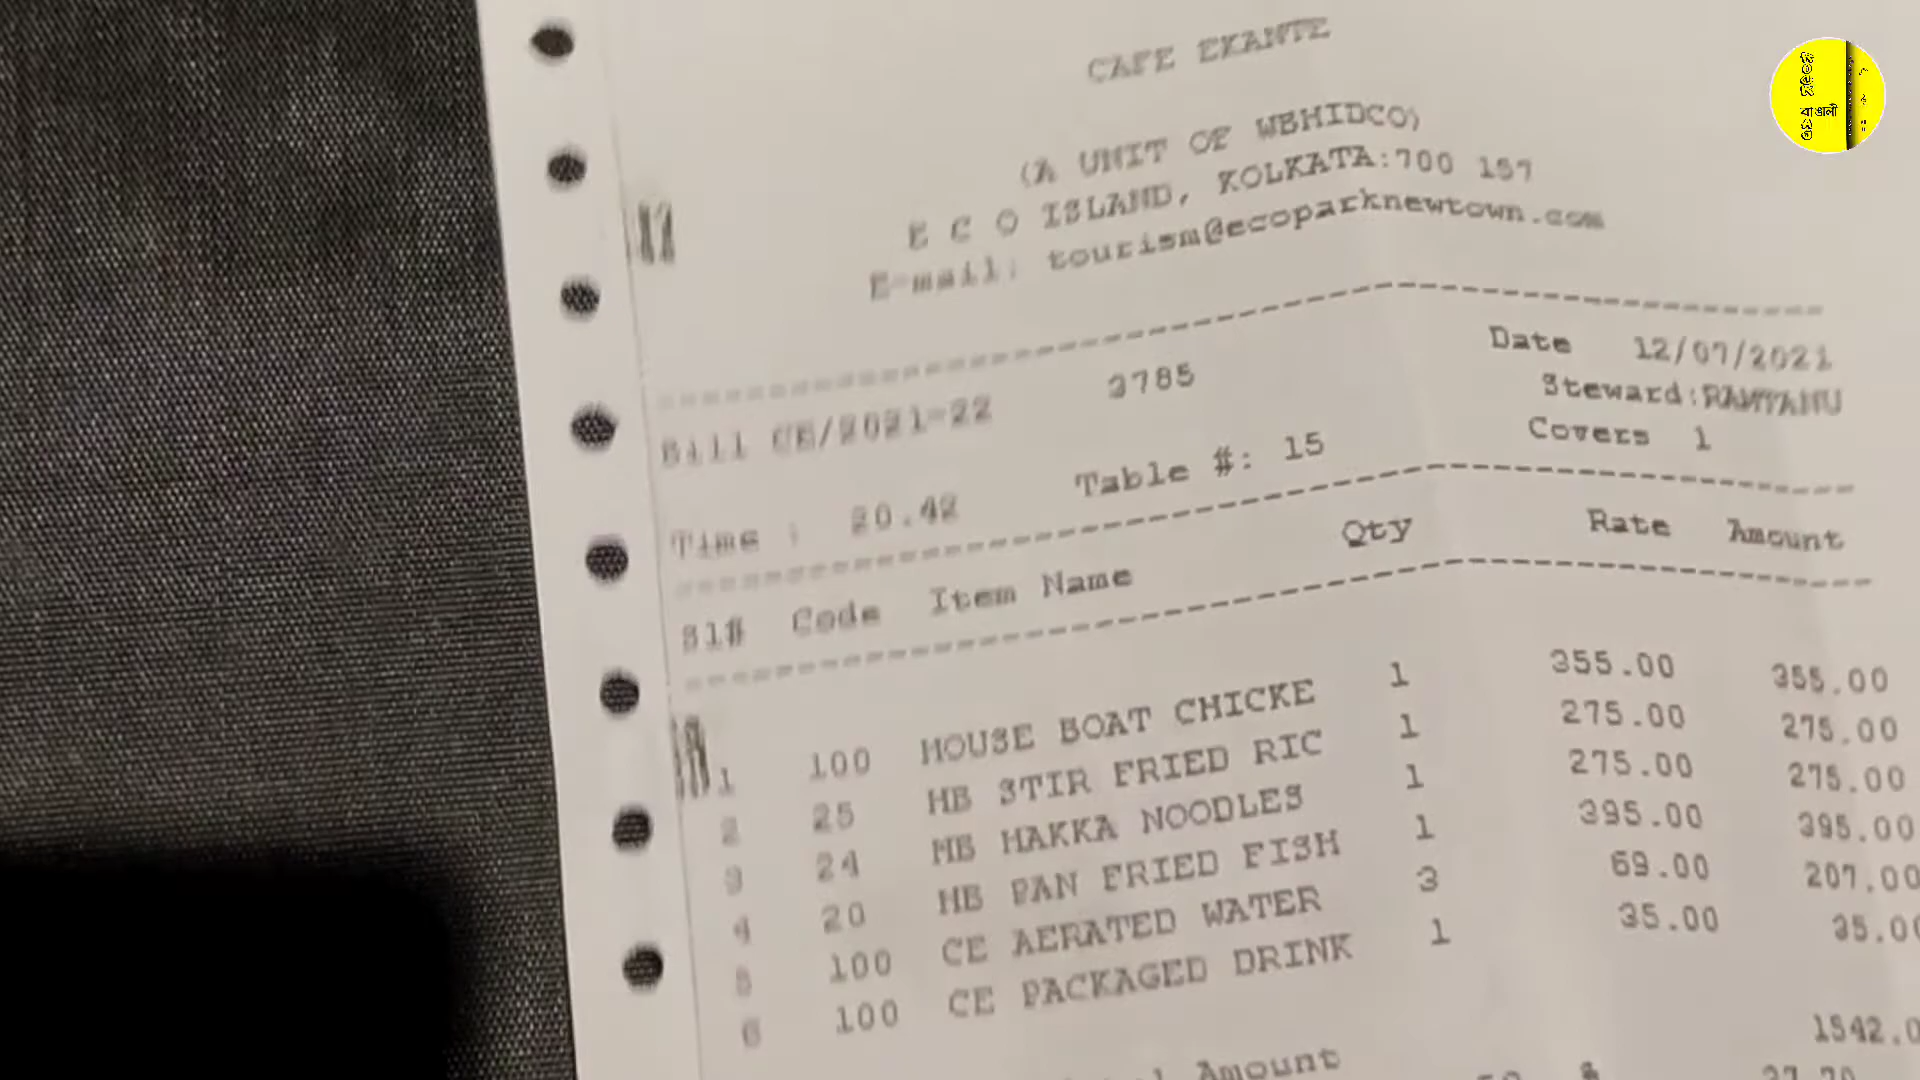 CAFE EKANTE
(A UNIT OF WBHIDCO)
E C O ISLAND, KOLKATA:700 157
E-mail: tourism@ecoparknewtown.com
Bill CE/2021-22 3785 Date 12/07/2021
Steward:RAMTANU
Time : 20.42 Table #: 15 Covers 1
Sl# Code Item Name Qty Rate Amount
1 100 HOUSE BOAT CHICKE 1 355.00 355.00
2 25 HB STIR FRIED RIC 1 275.00 275.00
3 24 HB HAKKA NOODLES 1 275.00 275.00
4 20 HB PAN FRIED FISH 1 395.00 395.00
5 100 CE AERATED WATER 3 69.00 207.00
6 100 CE PACKAGED DRINK 1 35.00 35.00
1542.0
Amount
বাঙালী